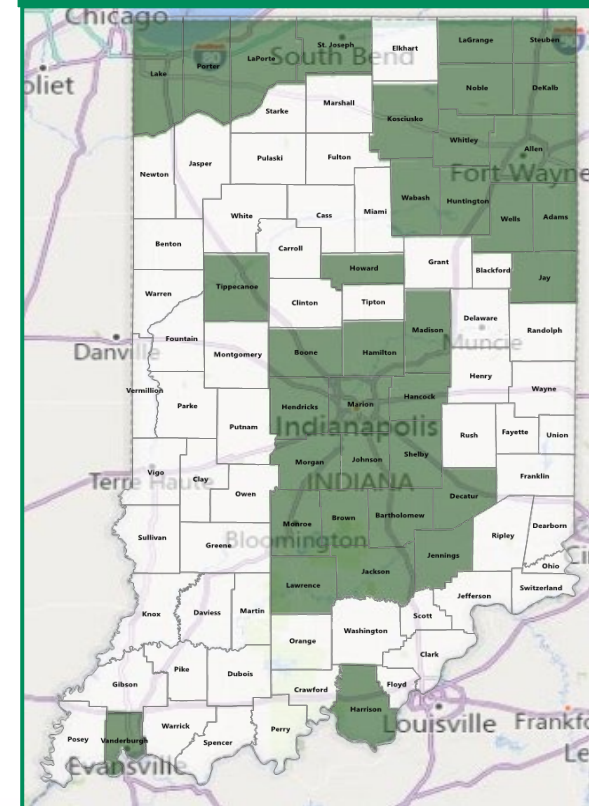 Chicago
St. Joseph
Elkhart
LaGrange
Steuben
South Bend
Lake
Porter
LaPorte
oliet
Noble
DeKalb
Starke
Marshall
Kosciusko
Whitley
Allen
Newton
Jasper
Pulaski
Fulton
Fort Wayne
Wabash
Huntington
White
Cass
Miami
Wells
Adams
Benton
Carroll
Grant
Blackford
Howard
Jay
Tippecanoe
Warren
Clinton
Tipton
Madison
Delaware
Randolph
Fountain
Muncie
Danville
Montgomery
Boone
Hamilton
Henry
Wayne
Vermillion
Parke
Hendricks
Marion
Hancock
Putnam
Indianapolis
Rush
Fayette
Union
Morgan
Johnson
Shelby
Vigo
Clay
Franklin
Terre Haute
INDIANA
Owen
Decatur
Monroe
Brown
Bartholomew
Dearborn
Sullivan
Greene
Bloomington
Ripley
Jennings
Ci
Ohio
Lawrence
Jackson
Switzerland
Jefferson
Knox
Daviess
Martin
Scott
Orange
Washington
Clark
Pike
Dubois
Gibson
Crawford
Floyd
Harrison
Louisville
Frankfo
Posey
Vanderburgh
Warrick
Spencer
Perry
Le
Evansville